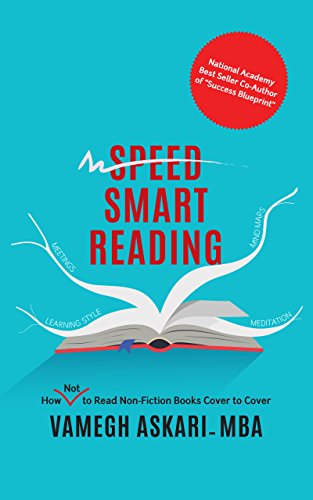 National Academy
Best Seller Co-Author
of "Success Blueprint"
SPEED
SMART
READING
MEETINGS
MIND MAPS
LEARNING STYLE
MEDITATION
Not
How to Read Non-Fiction Books Cover to Cover
VAMEGH ASKARI- MBA